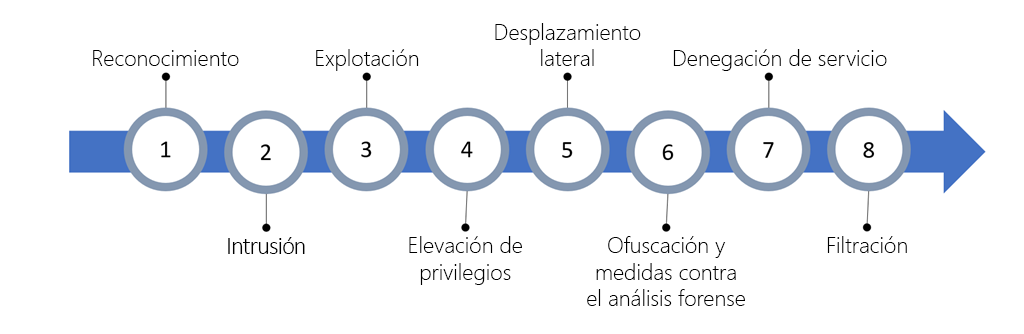 Reconocimiento
Explotación
Desplazamiento
lateral
Denegación de servicio
1
2
3
4
5
6
7
8
Intrusión
Elevación de
privilegios
Ofuscación y
medidas contra
el análisis forense
Filtración